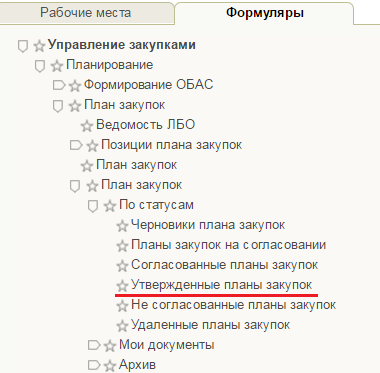 Рабочие места Формуляры
Управление закупками
Планирование
Формирование ОБАС
План закупок
Ведомость ЛБО
Позиции плана закупок
План закупок
План закупок
По статусам
Черновики плана закупок
Планы закупок на согласовании
Согласованные планы закупок
Утвержденные планы закупок
Не согласованные планы закупок
Удаленные планы закупок
Мои документы
Архив